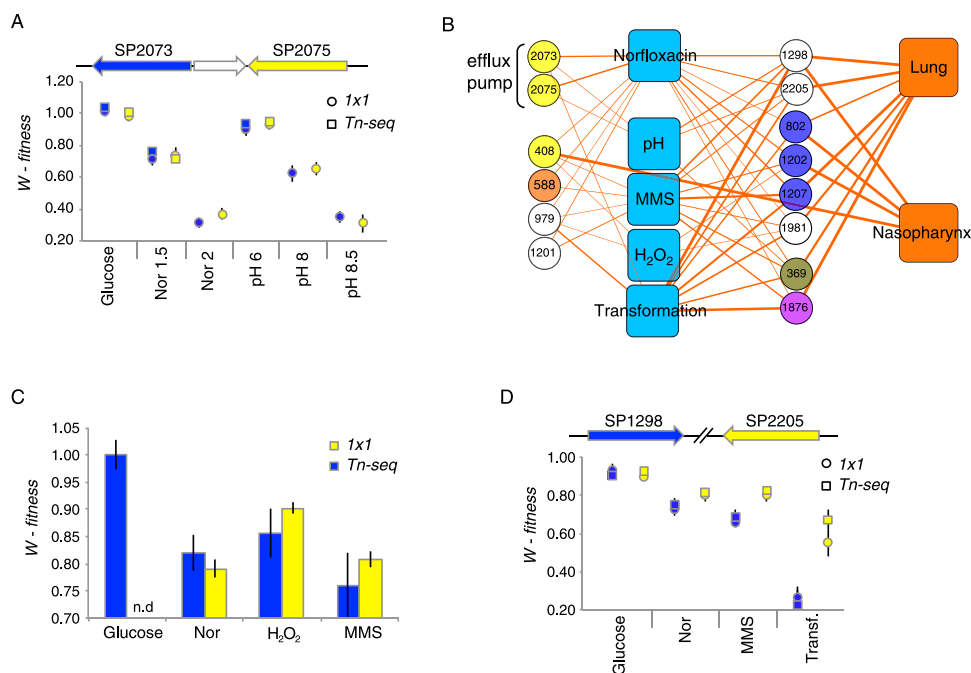 A
SP2073 SP2075
1.20
1.00
0.80
0.60
0.40
0.20
W - fitness
1x1
Tn-seq
Glucose
Nor 1.5
Nor 2
pH 6
pH 8
pH 8.5
B
efflux
pump
2073
2075
408
588
979
1201
Norfloxacin
pH
MMS
H₂O₂
Transformation
1298
2205
802
1202
1207
1981
369
1876
Lung
Nasopharynx
C
1.05
1.00
0.95
0.90
0.85
0.80
0.75
0.70
W - fitness
1x1
Tn-seq
n.d
Glucose Nor H₂O₂ MMS
D
SP1298 SP2205
1.00
0.80
0.60
0.40
0.20
W - fitness
1x1
Tn-seq
Glucose
Nor
MMS
Transf.